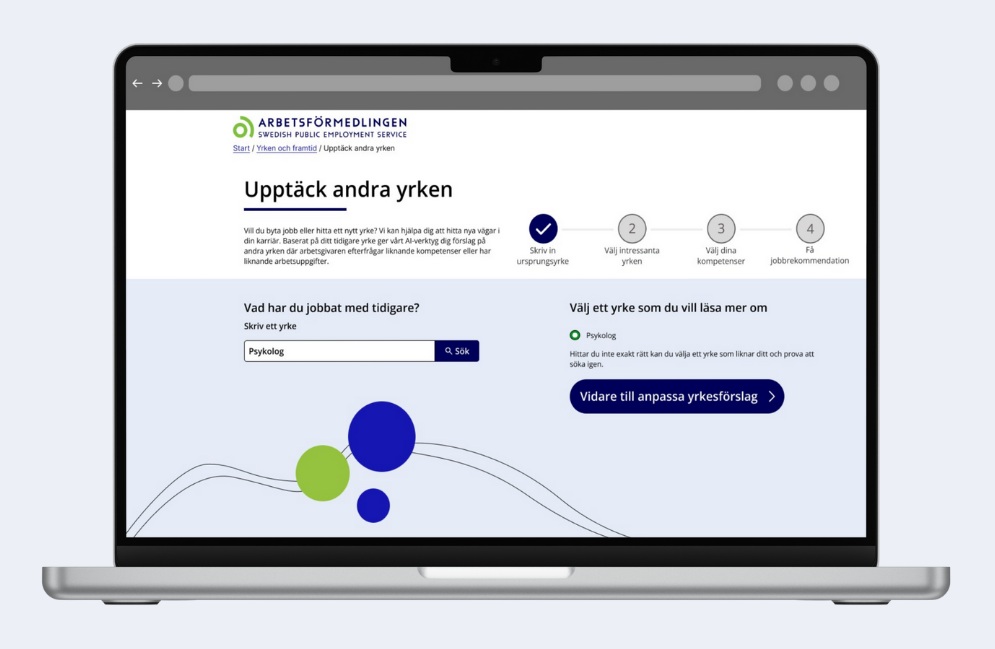 ARBETSFÖRMEDLINGEN
SWEDISH PUBLIC EMPLOYMENT SERVICE
Start / Yrken och framtid / Upptäck andra yrken
Upptäck andra yrken
Vill du byta jobb eller hitta ett nytt yrke? Vi kan hjälpa dig att hitta nya vägar i
din karriär. Baserat på ditt tidigare yrke ger vårt AI-verktyg dig förslag på
andra yrken där arbetsgivaren efterfrågar liknande kompetenser eller har
liknande arbetsuppgifter.
Skriv in
ursprungsyrke
2
Välj intressanta
yrken
3
Välj dina
kompetenser
4
Få
jobbrekommendation
Vad har du jobbat med tidigare?
Skriv ett yrke
Psykolog
Sök
Välj ett yrke som du vill läsa mer om
Psykolog
Hittar du inte exakt rätt kan du välja ett yrke som liknar ditt och prova att
söka igen.
Vidare till anpassa yrkesförslag